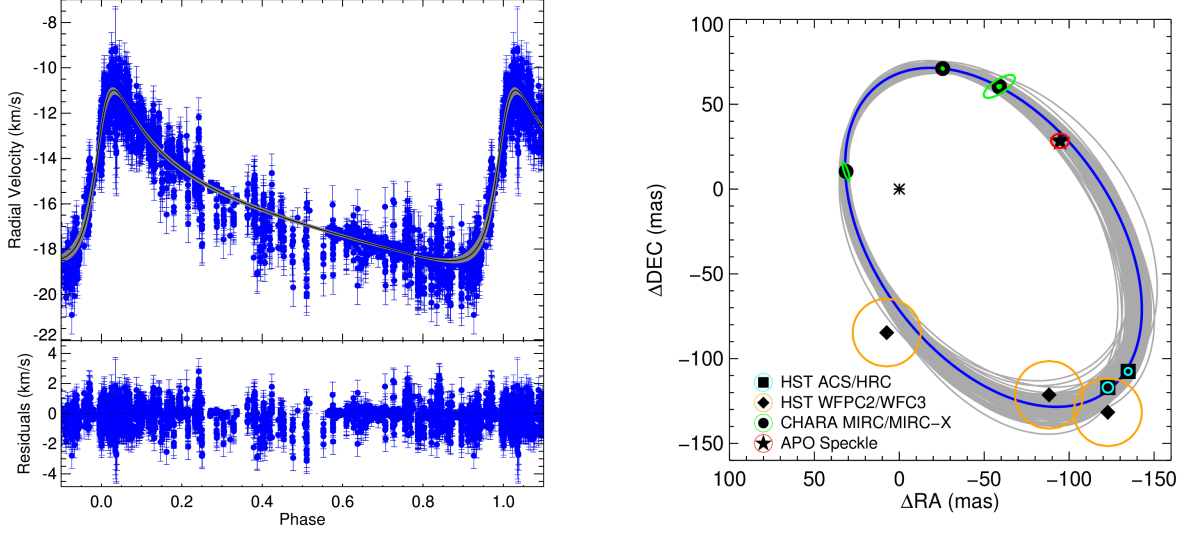 -8
-10
-12
-14
-16
-18
-20
-22
Radial Velocity (km/s)
4
2
0
-2
-4
Residuals (km/s)
0.0 0.2 0.4 0.6 0.8 1.0
Phase
100
50
0
−50
−100
−150
ΔDEC (mas)
HST ACS/HRC
HST WFPC2/WFC3
CHARA MIRC/MIRC−X
APO Speckle
100 50 0 −50 −100 −150
ΔRA (mas)